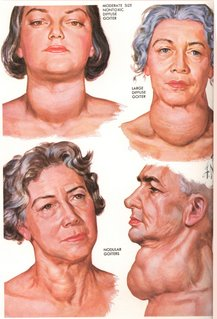 MODERATE SIZE
NONTOXIC
DIFFUSE
GOITER
LARGE
DIFFUSE
GOITER
NODULAR
GOITERS